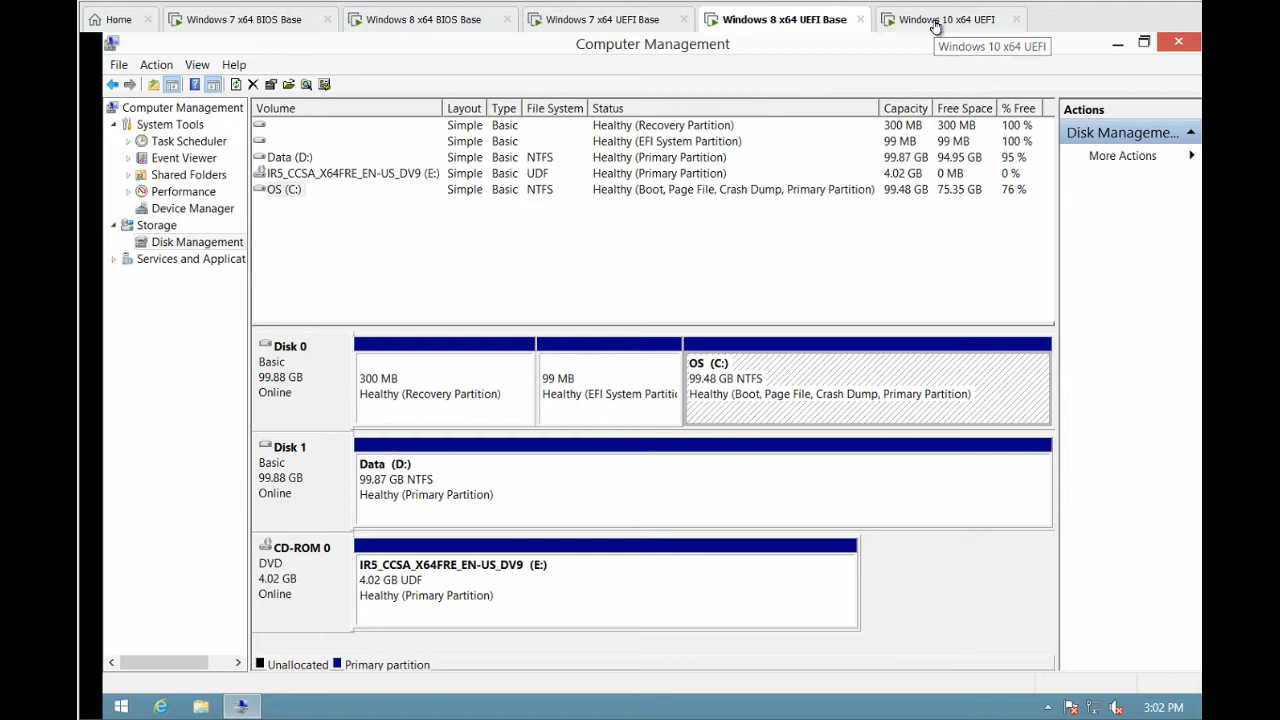 Home Windows 7 x64 BIOS Base Windows 8 x64 BIOS Base Windows 7 x64 UEFI Base Windows 8 x64 UEFI Base Windows 10 x64 UEFI
Computer Management
Windows 10 x64 UEFI
File Action View Help
Computer Management
System Tools
Task Scheduler
Event Viewer
Shared Folders
Performance
Device Manager
Storage
Disk Management
Services and Applicat
Volume Layout Type File System Status Capacity Free Space % Free
Simple Basic Healthy (Recovery Partition) 300 MB 300 MB 100 %
Simple Basic Healthy (EFI System Partition) 99 MB 99 MB 100 %
Data (D:) Simple Basic NTFS Healthy (Primary Partition) 99.87 GB 94.95 GB 95 %
IR5_CCSA_X64FRE_EN-US_DV9 (E:) Simple Basic UDF Healthy (Primary Partition) 4.02 GB 0 MB 0 %
OS (C:) Simple Basic NTFS Healthy (Boot, Page File, Crash Dump, Primary Partition) 99.48 GB 75.35 GB 76 %
Actions
Disk Manageme...
More Actions
Disk 0
Basic
99.88 GB
Online
300 MB
Healthy (Recovery Partition)
99 MB
Healthy (EFI System Partitic
OS (C:)
99.48 GB NTFS
Healthy (Boot, Page File, Crash Dump, Primary Partition)
Disk 1
Basic
99.88 GB
Online
Data (D:)
99.87 GB NTFS
Healthy (Primary Partition)
CD-ROM 0
DVD
4.02 GB
Online
IR5_CCSA_X64FRE_EN-US_DV9 (E:)
4.02 GB UDF
Healthy (Primary Partition)
Unallocated Primary partition
3:02 PM